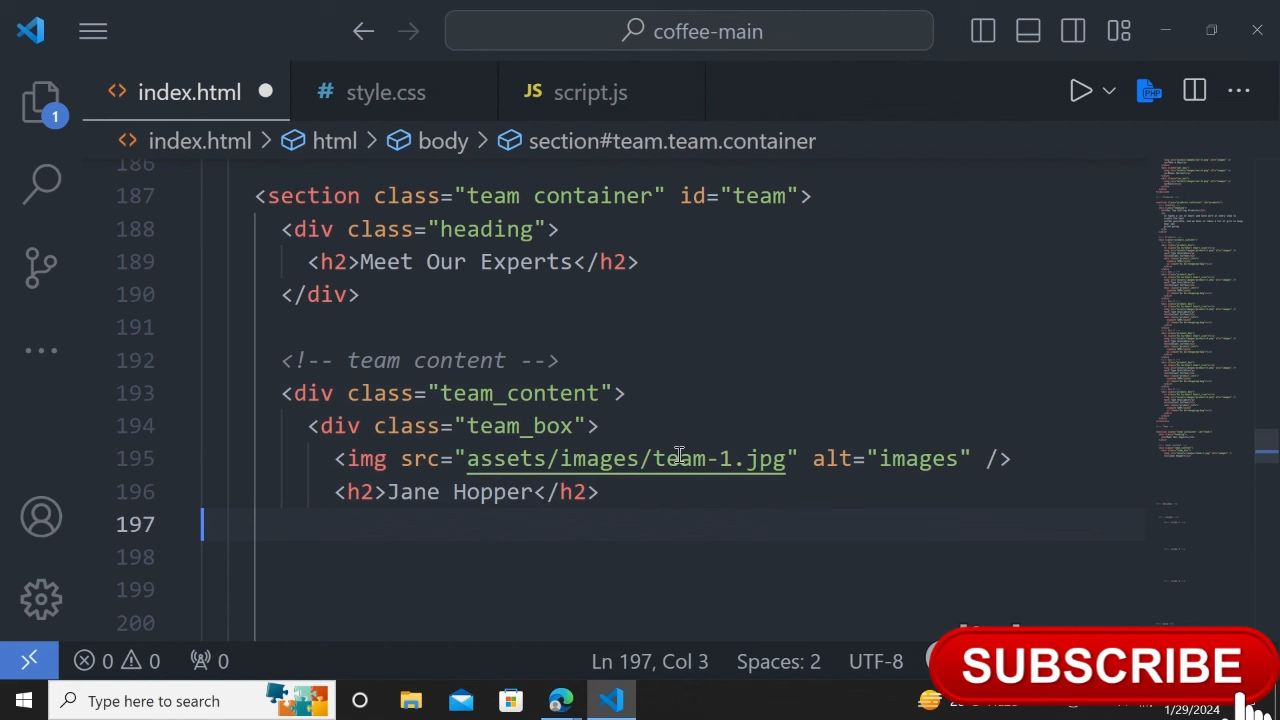 coffee-main
index.html
# style.css
JS script.js
PHP
1
index.html > html > body > section#team.team.container
186
187 <section class="team container" id="team">
188 <div class="heading">
189 <h2>Meet Our Expert's</h2>
190 </div>
191
192 <!-- team contnt -->
193 <div class="team_content">
194 <div class="team_box">
195 <img src="assets/images/team-1.jpg" alt="images" />
196 <h2>Jane Hopper</h2>
197
198
199
200
0 0 0 Ln 197, Col 3 Spaces: 2 UTF-8
SUBSCRIBE
Type here to search
1/29/2024